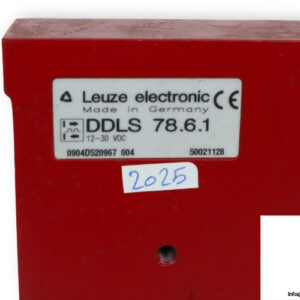 Leuze electronic CE
Made in Germany
DDLS 78.6.1
12-30 VDC
0904D520967 004 50021128
2025